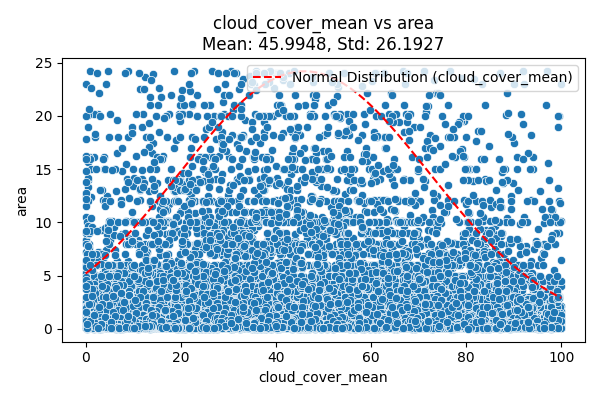 cloud_cover_mean vs area
Mean: 45.9948, Std: 26.1927
Normal Distribution (cloud_cover_mean)
25
20
15
10
5
0
area
0 20 40 60 80 100
cloud_cover_mean